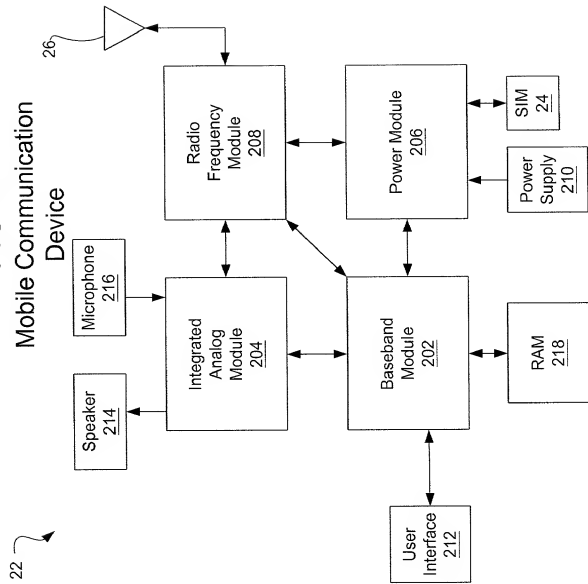 Mobile Communication
Device
22
26
Speaker
214
Microphone
216
Integrated
Analog
Module
204
Radio
Frequency
Module
208
User
Interface
212
Baseband
Module
202
Power Module
206
RAM
218
Power
Supply
210
SIM
24